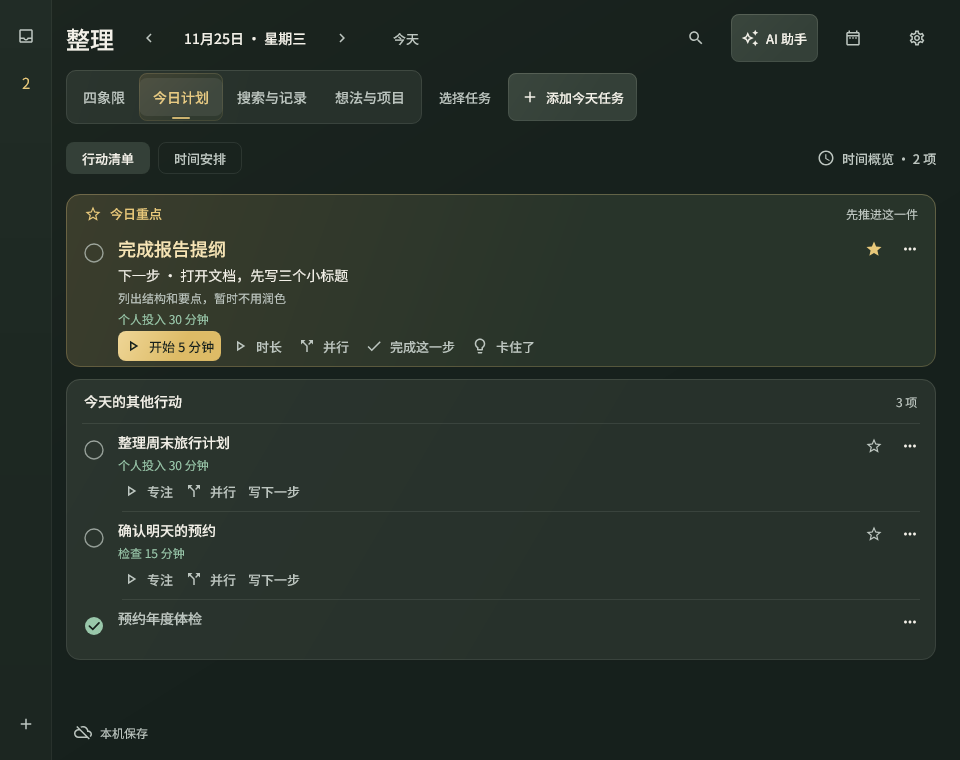 整理
11月25日 · 星期三
今天
AI 助手
2
四象限
今日计划
搜索与记录
想法与项目
选择任务
添加今天任务
行动清单
时间安排
时间概览 · 2 项
今日重点
先推进这一件
完成报告提纲
下一步 · 打开文档，先写三个小标题
列出结构和要点，暂时不用润色
个人投入 30 分钟
开始 5 分钟
时长
并行
完成这一步
卡住了
今天的其他行动
3 项
整理周末旅行计划
个人投入 30 分钟
专注
并行
写下一步
确认明天的预约
检查 15 分钟
专注
并行
写下一步
预约年度体检
本机保存